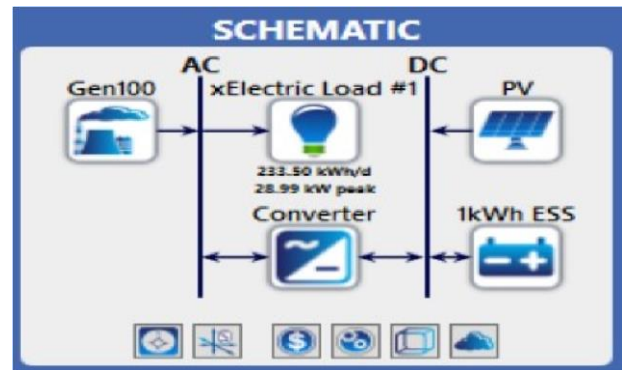 SCHEMATIC
AC
DC
Gen100
xElectric Load #1
PV
233.50 kWh/d
28.99 kW peak
Converter
1kWh ESS